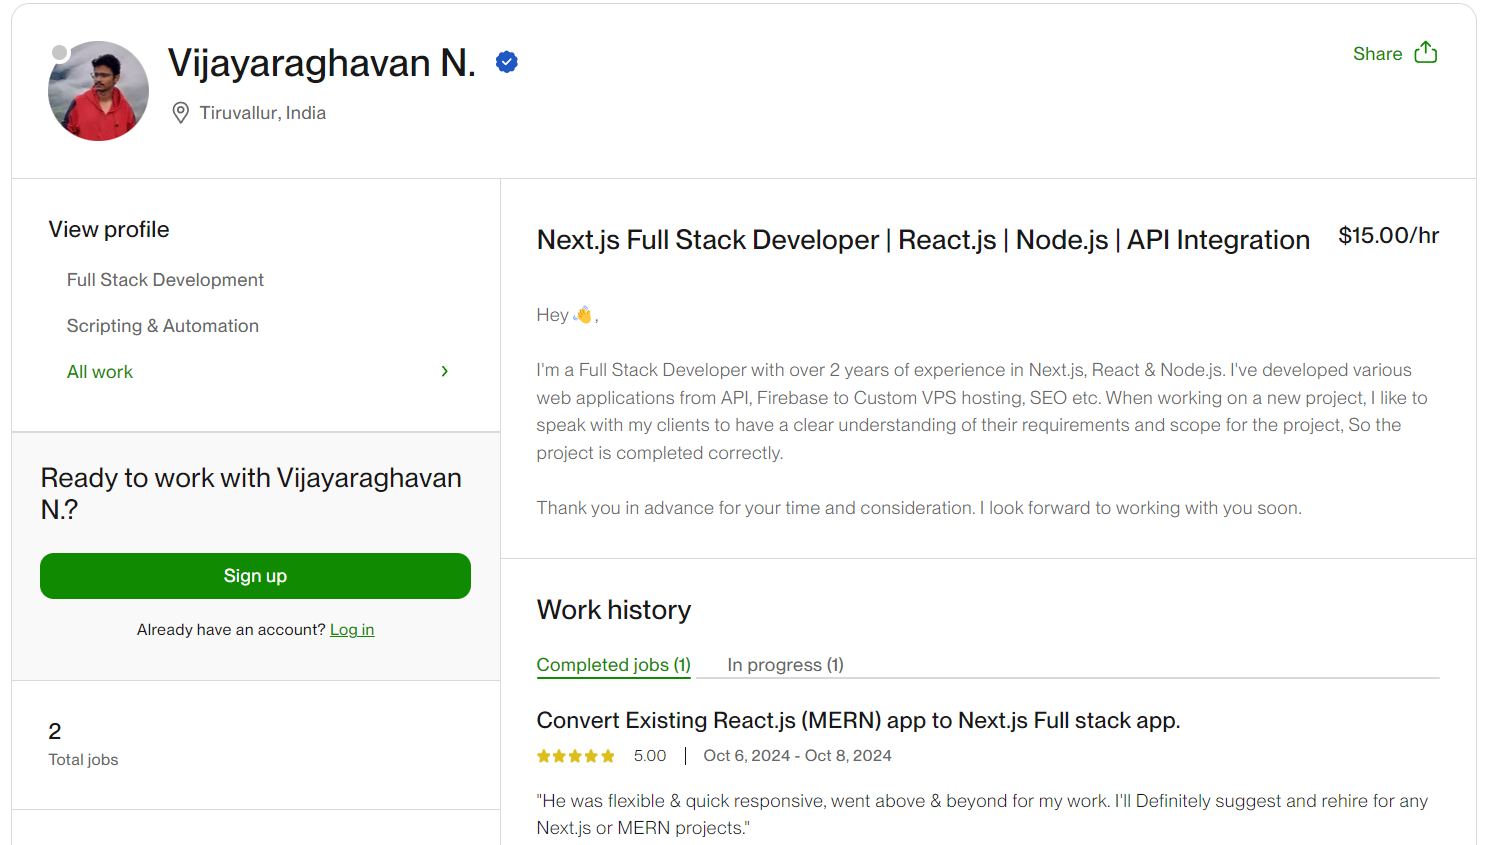 Vijayaraghavan N.
Tiruvallur, India
Share
View profile
Full Stack Development
Scripting & Automation
All work
Ready to work with Vijayaraghavan
N.?
Sign up
Already have an account? Log in
2
Total jobs
Next.js Full Stack Developer | React.js | Node.js | API Integration
$15.00/hr
Hey 👋,
I'm a Full Stack Developer with over 2 years of experience in Next.js, React & Node.js. I've developed various
web applications from API, Firebase to Custom VPS hosting, SEO etc. When working on a new project, I like to
speak with my clients to have a clear understanding of their requirements and scope for the project, So the
project is completed correctly.
Thank you in advance for your time and consideration. I look forward to working with you soon.
Work history
Completed jobs (1)
In progress (1)
Convert Existing React.js (MERN) app to Next.js Full stack app.
5.00 | Oct 6, 2024 - Oct 8, 2024
"He was flexible & quick responsive, went above & beyond for my work. I'll Definitely suggest and rehire for any
Next.js or MERN projects."